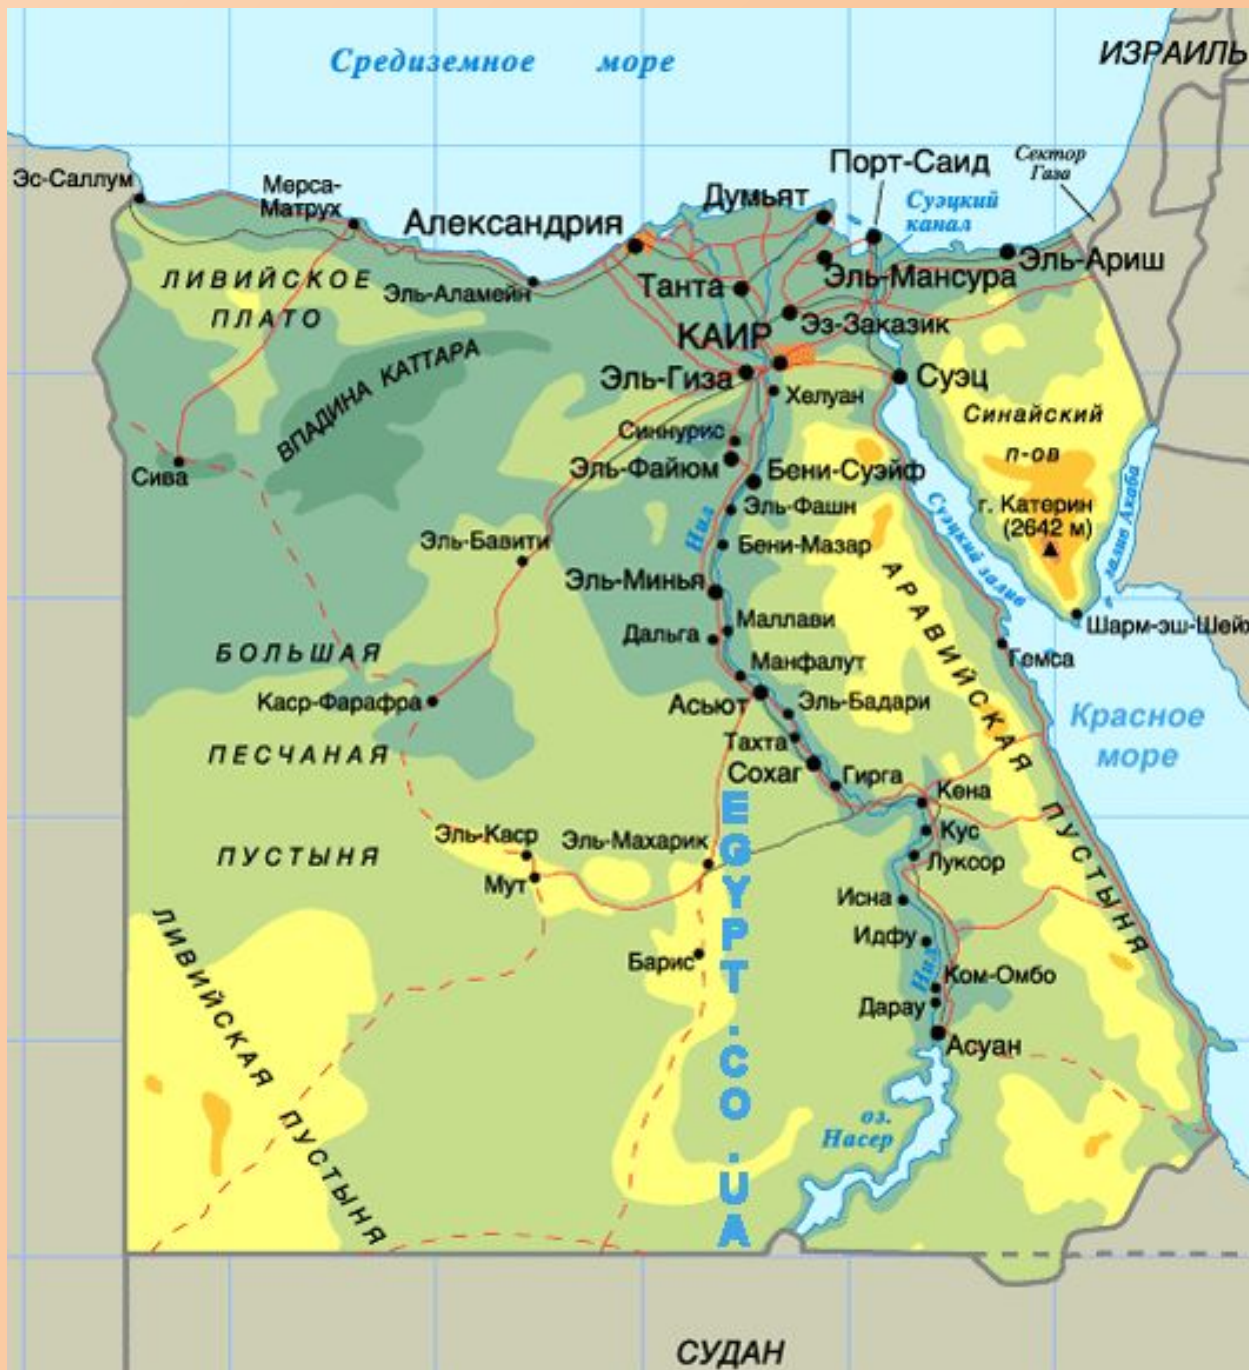 Средиземное море
ИЗРАИЛЬ
Сектор
Газа
Порт-Саид
Эс-Саллум
Мерса-
Матрух
Думьят
Суэцкий
канал
Александрия
Эль-Мансура
Эль-Ариш
ЛИВИЙСКОЕ
ПЛАТО
Эль-Аламейн
Танта
Эз-Заказик
КАИР
ВПАДИНА КАТТАРА
Эль-Гиза
Суэц
Хелуан
Синайский
п-ов
Синнурис
Сива
Эль-Файюм
Бени-Суэйф
Эль-Фашн
г. Катерин
(2642 м)
залив Акаба
Суэцкий залив
Нил
Эль-Бавити
Бени-Мазар
Эль-Минья
АРАВИЙСКАЯ ПУСТЫНЯ
Маллави
Дальга
Шарм-эш-Шейх
Гемса
БОЛЬШАЯ
Манфалут
Каср-Фарафра
Асьют
Эль-Бадари
Красное
море
ПЕСЧАНАЯ
Тахта
Сохаг
Гирга
Кена
Кус
ПУСТЫНЯ
Эль-Каср
Эль-Махарик
Луксор
Мут
Исна
Идфу
Барис
Нил
Ком-Омбо
Дарау
Асуан
ЛИВИЙСКАЯ ПУСТЫНЯ
оз.
Насер
EGYPT.CO.UA
СУДАН